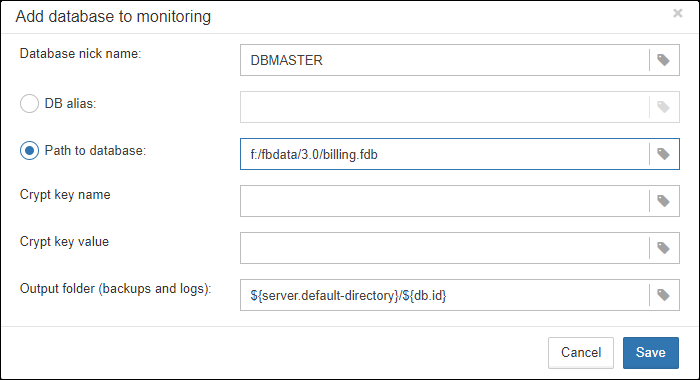 Add database to monitoring
Database nick name:
DBMASTER
DB alias:
Path to database:
f:/fbdata/3.0/billing.fdb
Crypt key name
Crypt key value
Output folder (backups and logs):
${server.default-directory}/${db.id}
Cancel
Save